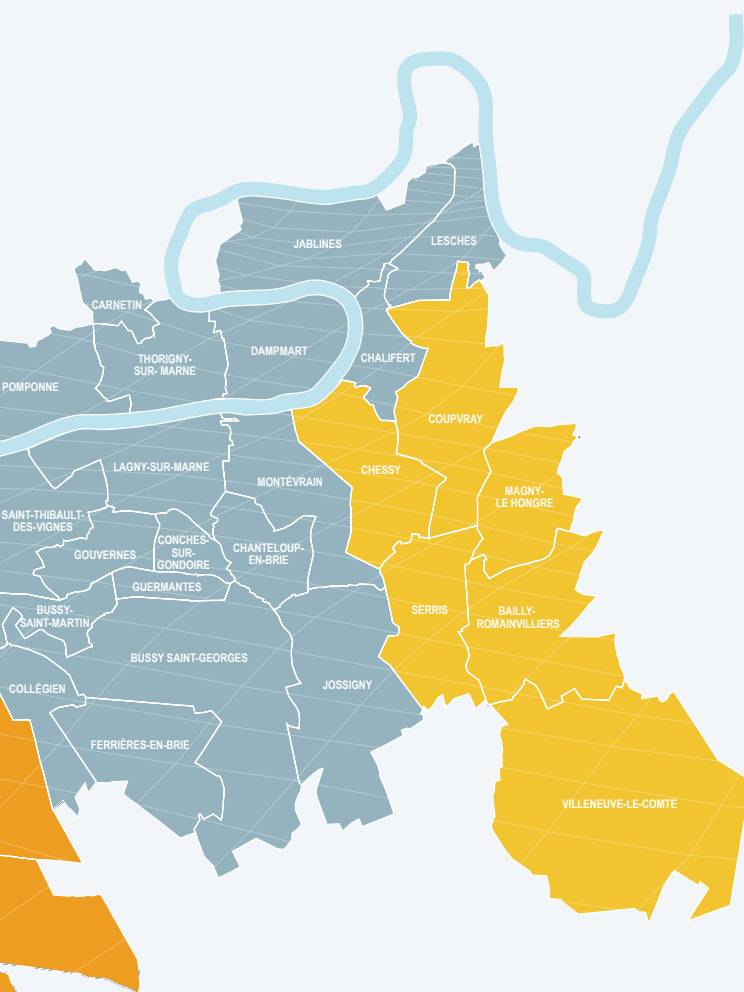 JABLINES
LESCHES
CARNETIN
DAMPMART
CHALIFERT
THORIGNY-
SUR- MARNE
POMPONNE
COUPVRAY
LAGNY-SUR-MARNE
CHESSY
MONTÉVRAIN
MAGNY-
LE HONGRE
SAINT-THIBAULT-
DES-VIGNES
GOUVERNES
CONCHES-
SUR-
GONDOIRE
CHANTELOUP-
EN-BRIE
GUERMANTES
BUSSY-
SAINT-MARTIN
SERRIS
BAILLY-
ROMAINVILLIERS
BUSSY SAINT-GEORGES
COLLÉGIEN
JOSSIGNY
FERRIÈRES-EN-BRIE
VILLENEUVE-LE-COMTE